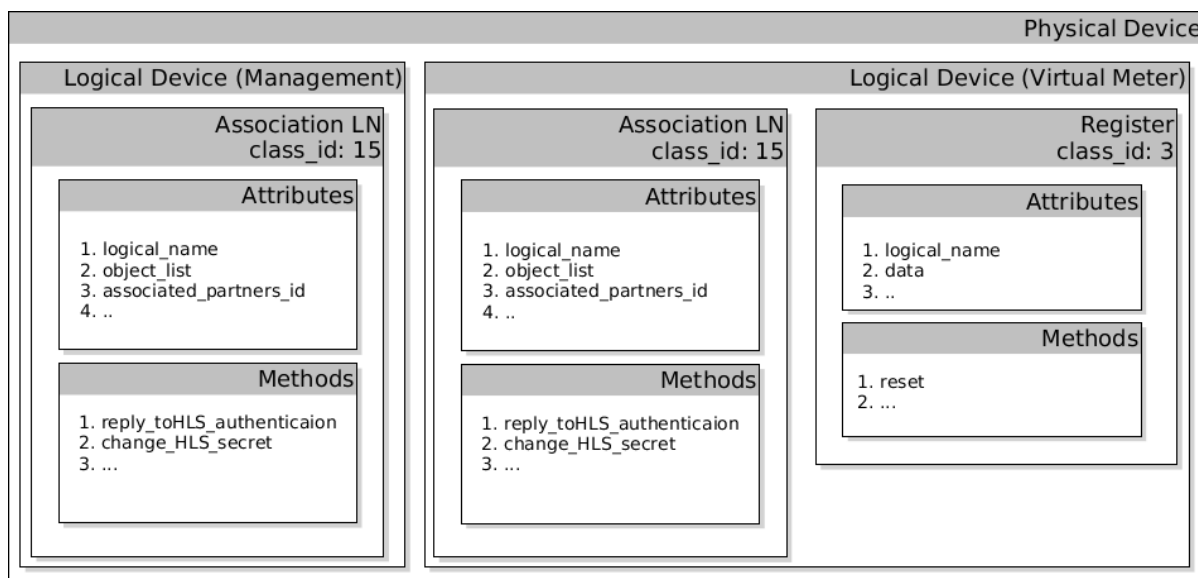 Physical Device
Logical Device (Management)
Association LN
class_id: 15
Attributes
1. logical_name
2. object_list
3. associated_partners_id
4. ..
Methods
1. reply_toHLS_authenticaion
2. change_HLS_secret
3. ...
Logical Device (Virtual Meter)
Association LN
class_id: 15
Attributes
1. logical_name
2. object_list
3. associated_partners_id
4. ..
Methods
1. reply_toHLS_authenticaion
2. change_HLS_secret
3. ...
Register
class_id: 3
Attributes
1. logical_name
2. data
3. ..
Methods
1. reset
2. ...